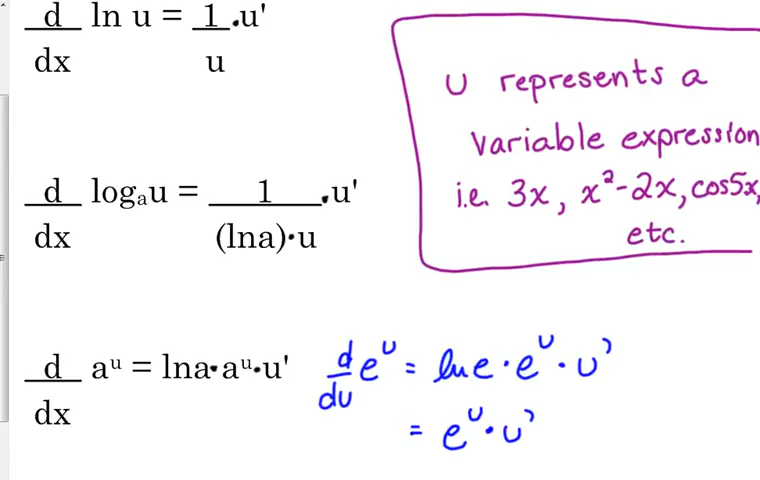 d/dx ln u = 1/u • u'
U represents a
variable expression
i.e. 3x, x²-2x, cos5x,
etc.
d/dx logₐu = 1/((lna)•u) • u'
d/dx aᵘ = lna•aᵘ•u'
d/du eᵁ = ln e • eᵁ • U'
= eᵁ • U'